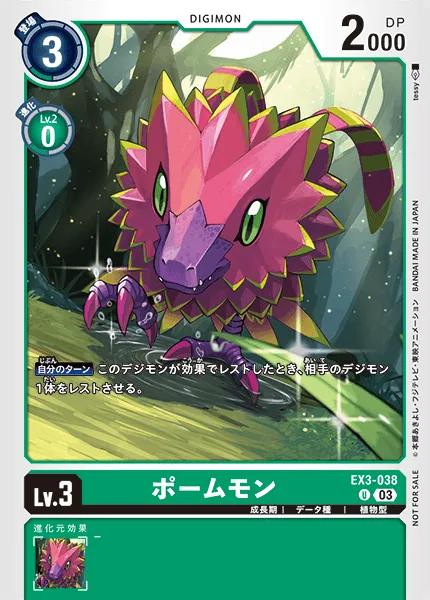 DIGIMON
登場
3
DP
2000
進化
Lv.2
0
tessy
© 本郷あきよし・フジテレビ・東映アニメーション BANDAI MADE IN JAPAN
自分のターン このデジモンが効果でレストしたとき、相手のデジモン
1体をレストさせる。
EX3-038
Lv.3
ポームモン
U 03
成長期 データ種 植物型
NOT FOR SALE
進化元効果